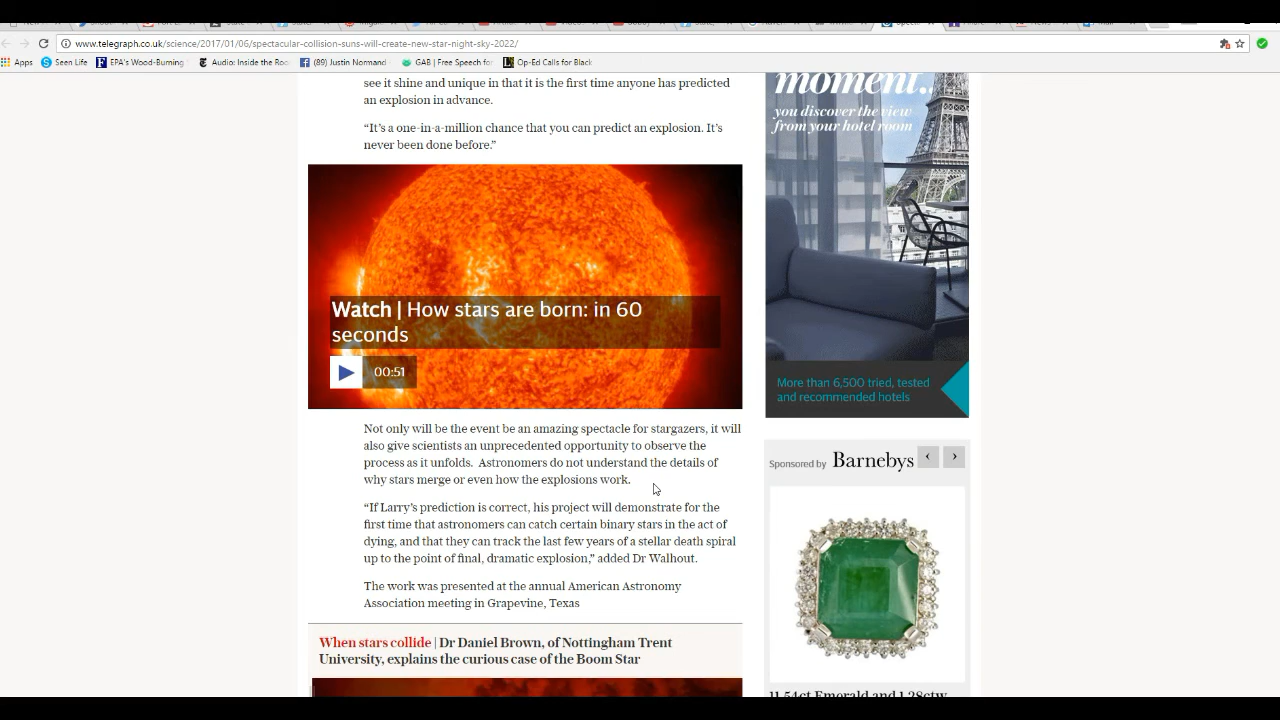 www.telegraph.co.uk/science/2017/01/06/spectacular-collision-suns-will-create-new-star-night-sky-2022/
Apps Seen Life EPA's Wood-Burning Audio: Inside the Roo (89) Justin Normand GAB | Free Speech for Op-Ed Calls for Black
see it shine and unique in that it is the first time anyone has predicted
an explosion in advance.
“It’s a one-in-a-million chance that you can predict an explosion. It’s
never been done before.”
Watch | How stars are born: in 60
seconds
00:51
Not only will be the event be an amazing spectacle for stargazers, it will
also give scientists an unprecedented opportunity to observe the
process as it unfolds. Astronomers do not understand the details of
why stars merge or even how the explosions work.
“If Larry’s prediction is correct, his project will demonstrate for the
first time that astronomers can catch certain binary stars in the act of
dying, and that they can track the last few years of a stellar death spiral
up to the point of final, dramatic explosion,” added Dr Walhout.
The work was presented at the annual American Astronomy
Association meeting in Grapevine, Texas
When stars collide | Dr Daniel Brown, of Nottingham Trent
University, explains the curious case of the Boom Star
moment..
you discover the view
from your hotel room
More than 6,500 tried, tested
and recommended hotels
Sponsored by Barnebys
11.54ct Emerald and 1.28ctw